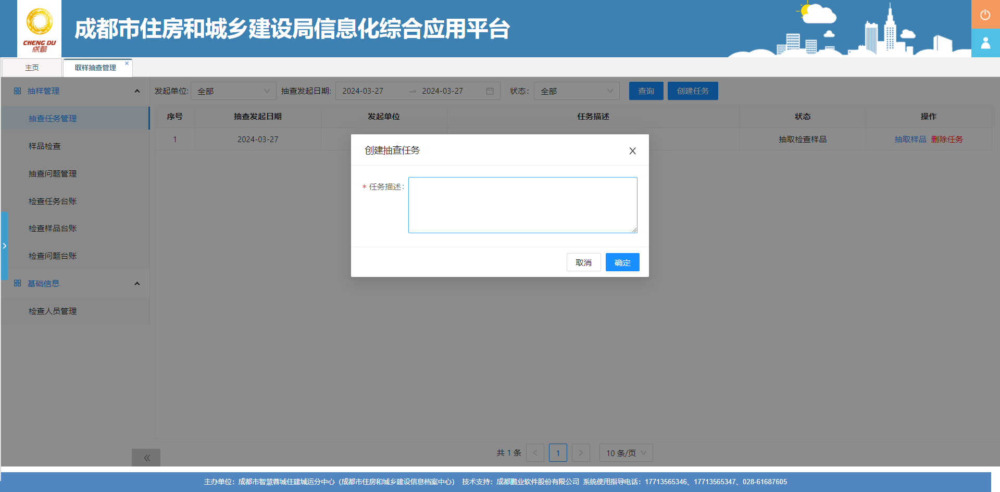 CHENG DU
成都
成都市住房和城乡建设局信息化综合应用平台
主页
取样抽查管理
抽样管理
抽查任务管理
样品检查
抽查问题管理
检查任务台账
检查样品台账
检查问题台账
基础信息
检查人员管理
发起单位: 全部 抽查发起日期: 2024-03-27 → 2024-03-27 状态: 全部 查询 创建任务
序号 抽查发起日期 发起单位 任务描述 状态 操作
1 2024-03-27 抽取检查样品 抽取样品 删除任务
创建抽查任务
* 任务描述:
取消 确定
共 1 条 < 1 > 10 条/页
主办单位：成都市智慧蓉城住建城运分中心（成都市住房和城乡建设信息档案中心） 技术支持：成都鹏业软件股份有限公司 系统使用指导电话：17713565346、17713565347、028-61687605